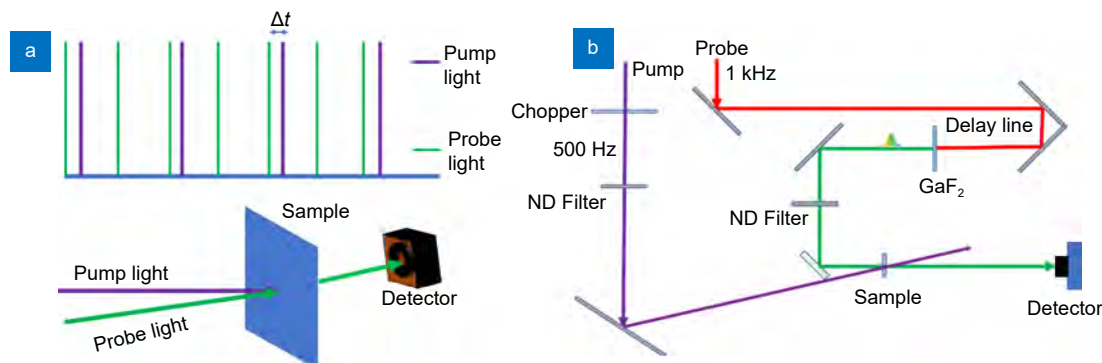 a
Δt
Pump
light
Probe
light
Sample
Pump light
Probe light
Detector
b
Pump
Probe
1 kHz
Chopper
500 Hz
ND Filter
Delay line
GaF₂
ND Filter
Sample
Detector